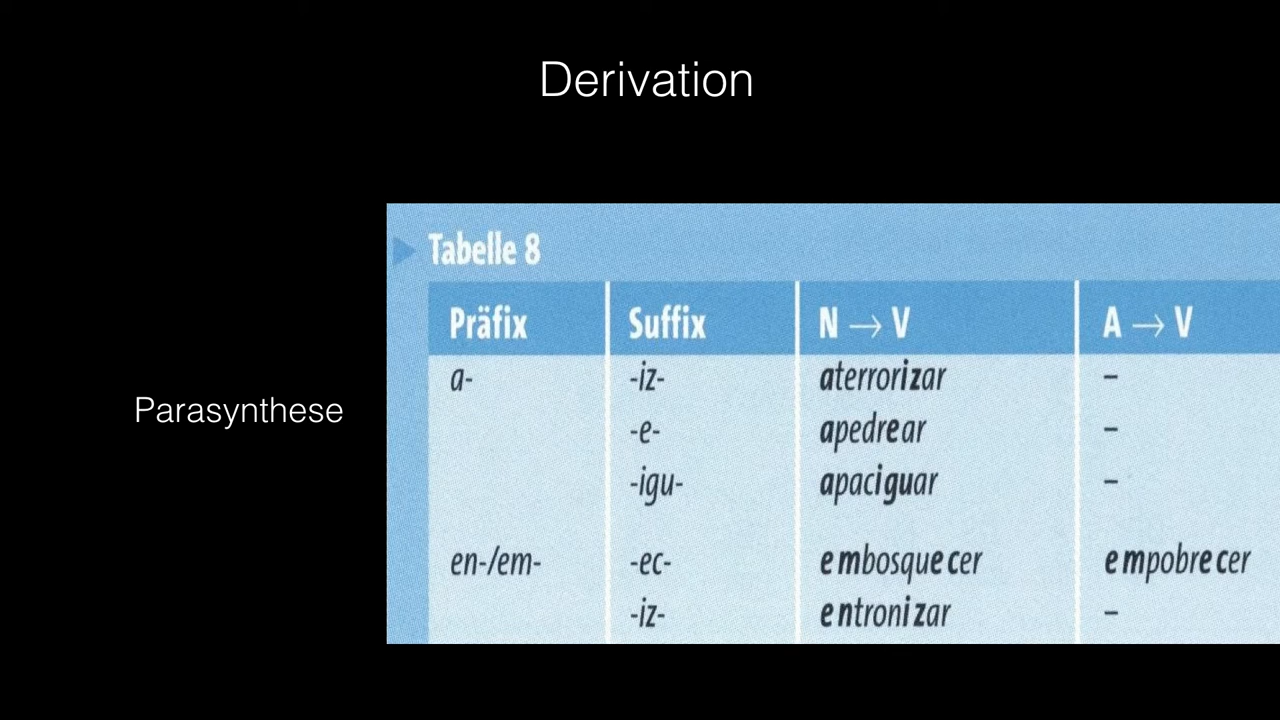 Derivation
Parasynthese
Tabelle 8
Präfix Suffix N → V A → V
a- -iz- aterrorizar –
-e- apedrear –
-igu- apaciguar –
en-/em- -ec- embosquecer empobrecer
-iz- entronizar –